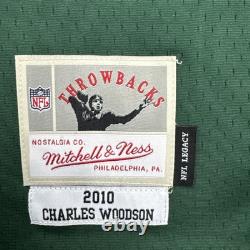 THROWBACKS
NFL
NOSTALGIA CO.
Mitchell & Ness
PHILADELPHIA, PA.
NFL LEGACY
2010
CHARLES WOODSON